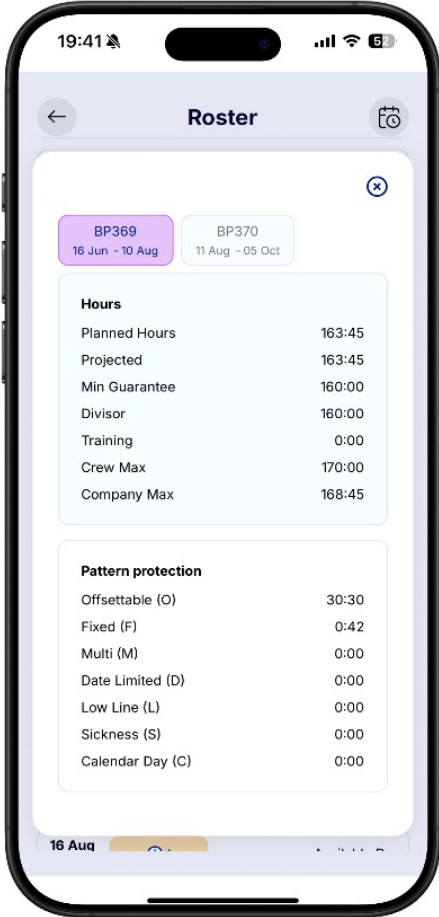 19:41 52
Roster
BP369 BP370
16 Jun - 10 Aug 11 Aug - 05 Oct
Hours
Planned Hours 163:45
Projected 163:45
Min Guarantee 160:00
Divisor 160:00
Training 0:00
Crew Max 170:00
Company Max 168:45
Pattern protection
Offsettable (O) 30:30
Fixed (F) 0:42
Multi (M) 0:00
Date Limited (D) 0:00
Low Line (L) 0:00
Sickness (S) 0:00
Calendar Day (C) 0:00
16 Aug